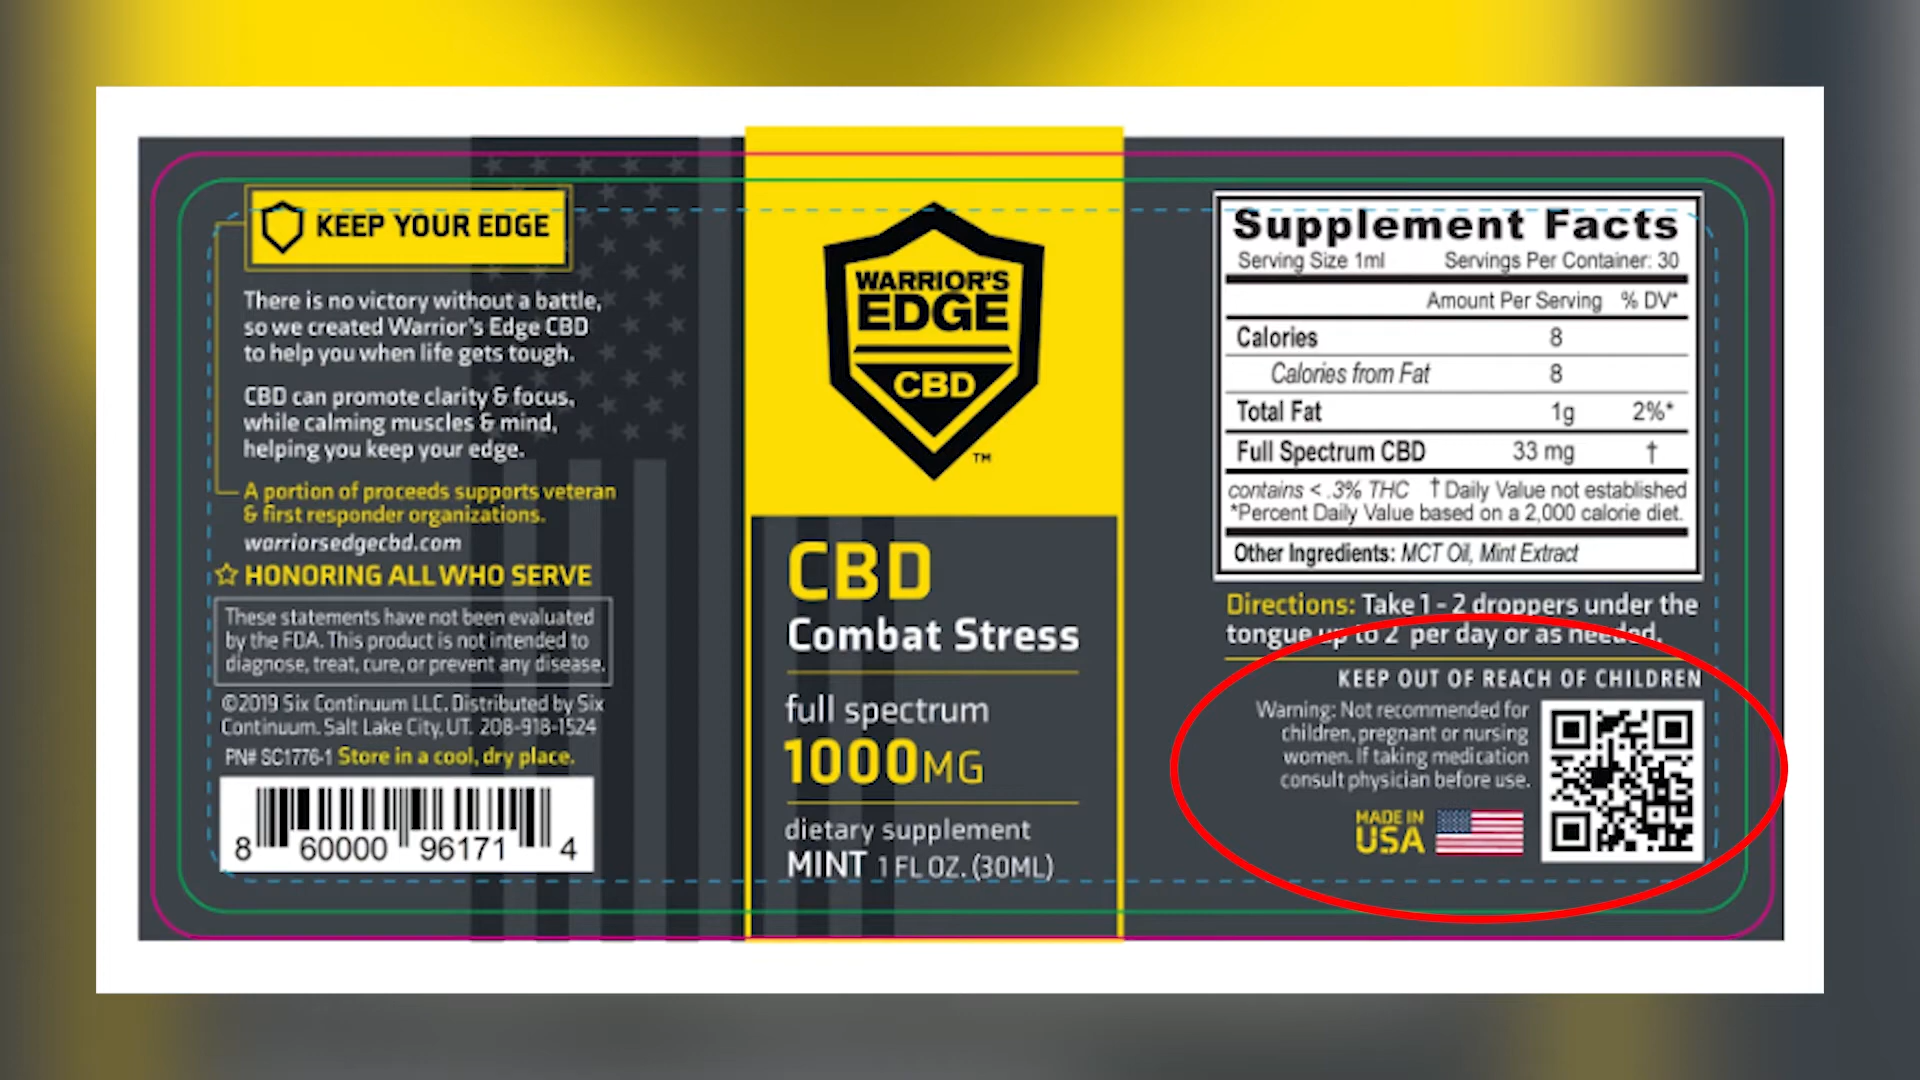 KEEP YOUR EDGE
There is no victory without a battle,
so we created Warrior's Edge CBD
to help you when life gets tough.
CBD can promote clarity & focus,
while calming muscles & mind,
helping you keep your edge.
A portion of proceeds supports veteran
& first responder organizations.
warriorsedgecbd.com
HONORING ALL WHO SERVE
These statements have not been evaluated
by the FDA. This product is not intended to
diagnose, treat, cure, or prevent any disease.
©2019 Six Continuum LLC. Distributed by Six
Continuum. Salt Lake City, UT. 208-918-1524
PN# SC1776-1 Store in a cool, dry place.
8 60000 96171 4
WARRIOR'S
EDGE
CBD
TM
CBD
Combat Stress
full spectrum
1000MG
dietary supplement
MINT 1 FL OZ. (30ML)
Supplement Facts
Serving Size 1ml Servings Per Container: 30
Amount Per Serving % DV*
Calories 8
Calories from Fat 8
Total Fat 1g 2%*
Full Spectrum CBD 33 mg †
contains < .3% THC † Daily Value not established
*Percent Daily Value based on a 2,000 calorie diet.
Other Ingredients: MCT Oil, Mint Extract
Directions: Take 1 - 2 droppers under the
tongue up to 2 per day or as needed.
KEEP OUT OF REACH OF CHILDREN
Warning: Not recommended for
children, pregnant or nursing
women. If taking medication
consult physician before use.
MADE IN
USA